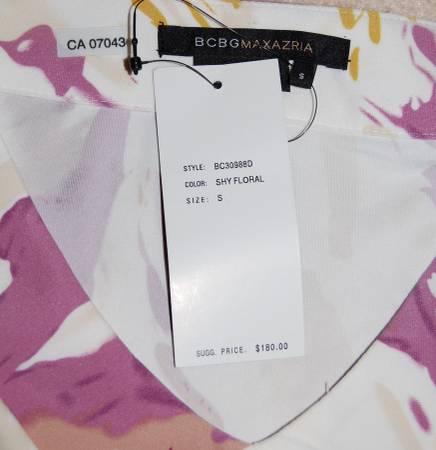 CA 07043
BCBGMAXAZRIA
S
STYLE: BC30988D
COLOR: SHY FLORAL
SIZE: S
SUGG. PRICE. $180.00